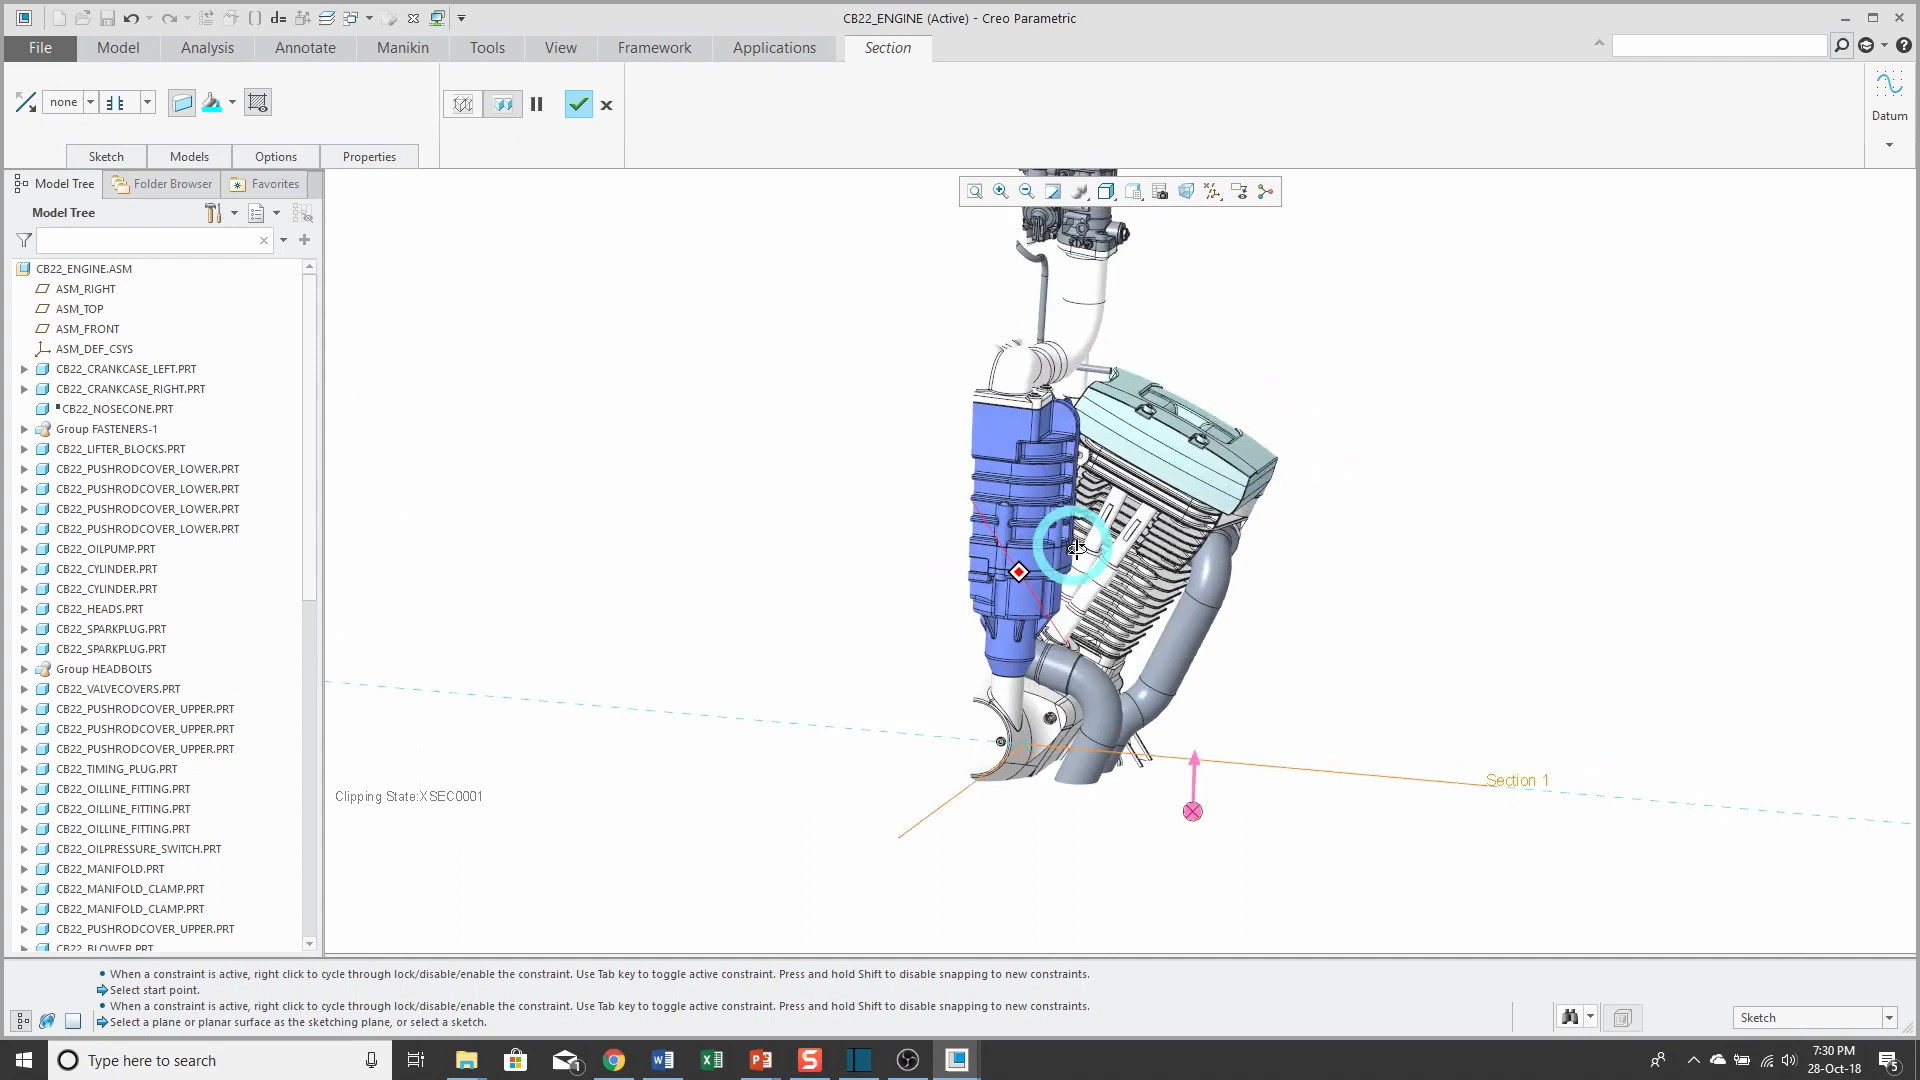 CB22_ENGINE (Active) - Creo Parametric
File Model Analysis Annotate Manikin Tools View Framework Applications Section
none
Datum
Sketch Models Options Properties
Model Tree Folder Browser Favorites
Model Tree
CB22_ENGINE.ASM
ASM_RIGHT
ASM_TOP
ASM_FRONT
ASM_DEF_CSYS
CB22_CRANKCASE_LEFT.PRT
CB22_CRANKCASE_RIGHT.PRT
CB22_NOSECONE.PRT
Group FASTENERS-1
CB22_LIFTER_BLOCKS.PRT
CB22_PUSHRODCOVER_LOWER.PRT
CB22_PUSHRODCOVER_LOWER.PRT
CB22_PUSHRODCOVER_LOWER.PRT
CB22_PUSHRODCOVER_LOWER.PRT
CB22_OILPUMP.PRT
CB22_CYLINDER.PRT
CB22_CYLINDER.PRT
CB22_HEADS.PRT
CB22_SPARKPLUG.PRT
CB22_SPARKPLUG.PRT
Group HEADBOLTS
CB22_VALVECOVERS.PRT
CB22_PUSHRODCOVER_UPPER.PRT
CB22_PUSHRODCOVER_UPPER.PRT
CB22_PUSHRODCOVER_UPPER.PRT
CB22_TIMING_PLUG.PRT
CB22_OILLINE_FITTING.PRT
CB22_OILLINE_FITTING.PRT
CB22_OILLINE_FITTING.PRT
CB22_OILPRESSURE_SWITCH.PRT
CB22_MANIFOLD.PRT
CB22_MANIFOLD_CLAMP.PRT
CB22_MANIFOLD_CLAMP.PRT
CB22_PUSHRODCOVER_UPPER.PRT
CB22_BLOWER.PRT
Section 1
Clipping State:XSEC0001
When a constraint is active, right click to cycle through lock/disable/enable the constraint. Use Tab key to toggle active constraint. Press and hold Shift to disable snapping to new constraints.
Select start point.
When a constraint is active, right click to cycle through lock/disable/enable the constraint. Use Tab key to toggle active constraint. Press and hold Shift to disable snapping to new constraints.
Select a plane or planar surface as the sketching plane, or select a sketch.
Sketch
Type here to search
7:30 PM
28-Oct-18